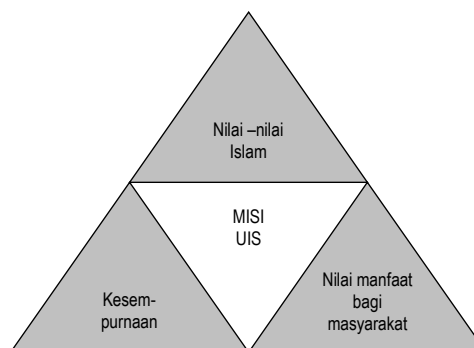 Nilai –nilai
Islam
MISI
UIS
Kesem-
purnaan
Nilai manfaat
bagi
masyarakat